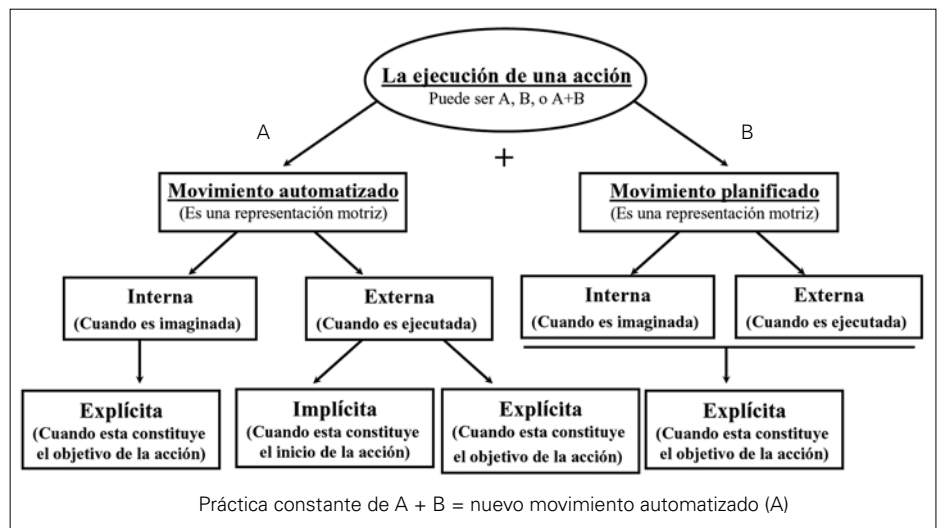 La ejecución de una acción
Puede ser A, B, o A+B
A
B
+
Movimiento automatizado
(Es una representación motriz)
Movimiento planificado
(Es una representación motriz)
Interna
(Cuando es imaginada)
Externa
(Cuando es ejecutada)
Interna
(Cuando es imaginada)
Externa
(Cuando es ejecutada)
Explícita
(Cuando esta constituye
el objetivo de la acción)
Implícita
(Cuando esta constituye
el inicio de la acción)
Explícita
(Cuando esta constituye
el objetivo de la acción)
Explícita
(Cuando esta constituye
el objetivo de la acción)
Práctica constante de A + B = nuevo movimiento automatizado (A)